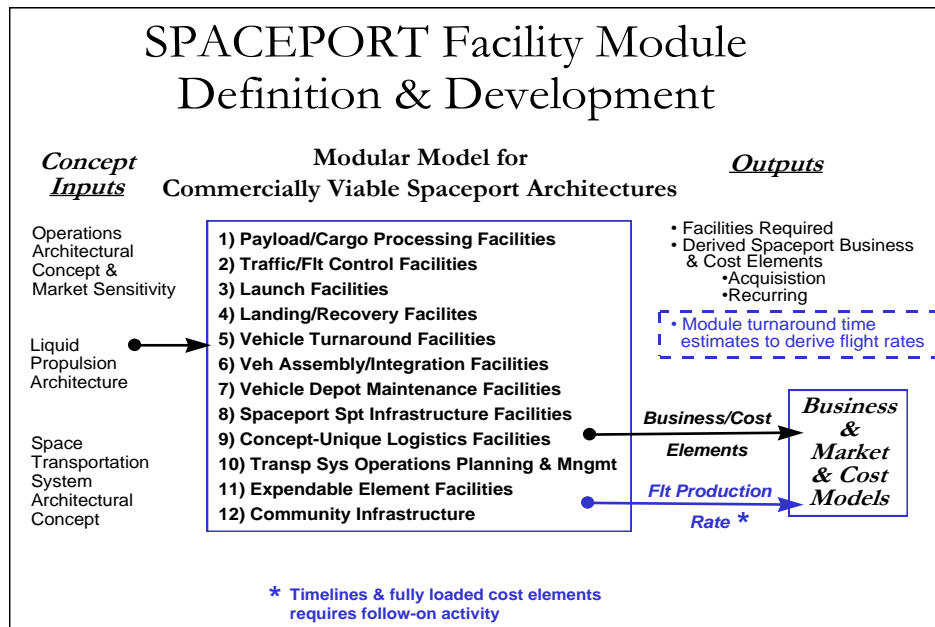 SPACEPORT Facility Module
Definition & Development
Concept
Inputs
Modular Model for
Commercially Viable Spaceport Architectures
Outputs
Operations
Architectural
Concept &
Market Sensitivity
Liquid
Propulsion
Architecture
Space
Transportation
System
Architectural
Concept
1) Payload/Cargo Processing Facilities
2) Traffic/Flt Control Facilities
3) Launch Facilities
4) Landing/Recovery Facilites
5) Vehicle Turnaround Facilities
6) Veh Assembly/Integration Facilities
7) Vehicle Depot Maintenance Facilities
8) Spaceport Spt Infrastructure Facilities
9) Concept-Unique Logistics Facilities
10) Transp Sys Operations Planning & Mngmt
11) Expendable Element Facilities
12) Community Infrastructure
• Facilities Required
• Derived Spaceport Business
& Cost Elements
•Acquisistion
•Recurring
• Module turnaround time
estimates to derive flight rates
Business/Cost
Elements
Flt Production
Rate *
Business
&
Market
& Cost
Models
* Timelines & fully loaded cost elements
requires follow-on activity